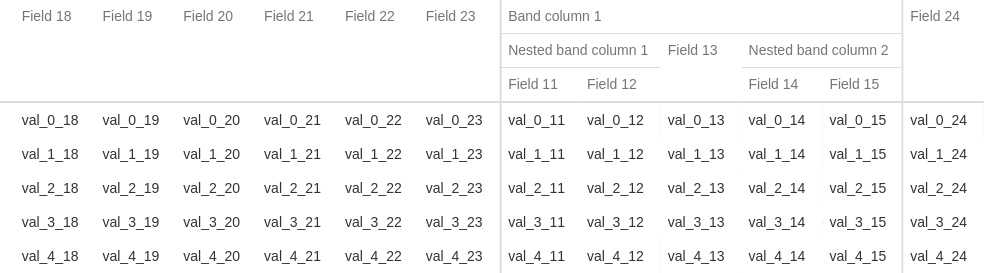 Field 18 Field 19 Field 20 Field 21 Field 22 Field 23 Band column 1 Field 24
Nested band column 1 Field 13 Nested band column 2
Field 11 Field 12 Field 14 Field 15
val_0_18 val_0_19 val_0_20 val_0_21 val_0_22 val_0_23 val_0_11 val_0_12 val_0_13 val_0_14 val_0_15 val_0_24
val_1_18 val_1_19 val_1_20 val_1_21 val_1_22 val_1_23 val_1_11 val_1_12 val_1_13 val_1_14 val_1_15 val_1_24
val_2_18 val_2_19 val_2_20 val_2_21 val_2_22 val_2_23 val_2_11 val_2_12 val_2_13 val_2_14 val_2_15 val_2_24
val_3_18 val_3_19 val_3_20 val_3_21 val_3_22 val_3_23 val_3_11 val_3_12 val_3_13 val_3_14 val_3_15 val_3_24
val_4_18 val_4_19 val_4_20 val_4_21 val_4_22 val_4_23 val_4_11 val_4_12 val_4_13 val_4_14 val_4_15 val_4_24